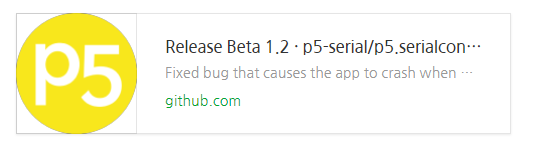 p5
Release Beta 1.2 · p5-serial/p5.serialcon…
Fixed bug that causes the app to crash when …
github.com